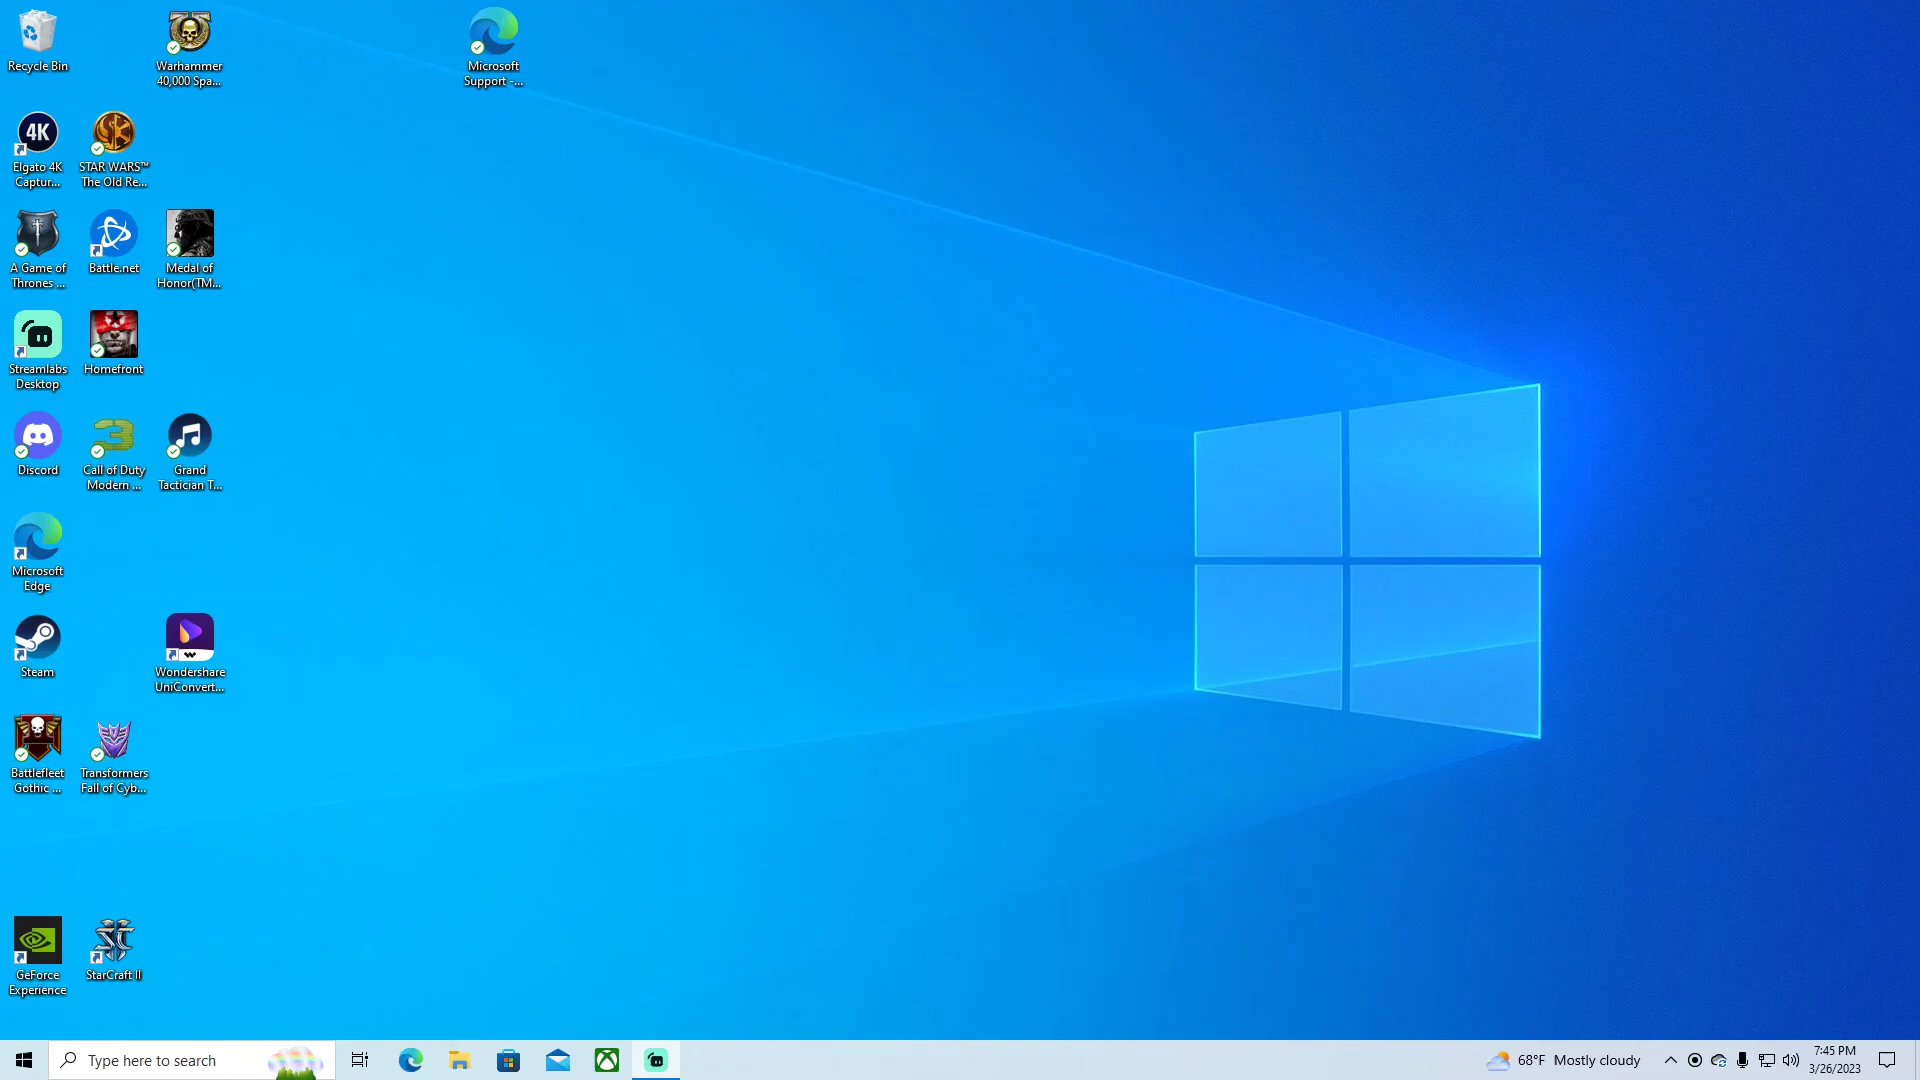 Recycle Bin
Warhammer
40,000 Spa...
Microsoft
Support -...
4K
Elgato 4K
Captur...
STAR WARS™
The Old Re...
A Game of
Thrones ...
Battle.net
Medal of
Honor(TM...
Streamlabs
Desktop
Homefront
Discord
3
Call of Duty
Modern ...
Grand
Tactician T...
Microsoft
Edge
Steam
Wondershare
UniConvert...
Battlefleet
Gothic ...
Transformers
Fall of Cyb...
GeForce
Experience
StarCraft II
Type here to search
68°F Mostly cloudy
7:45 PM
3/26/2023